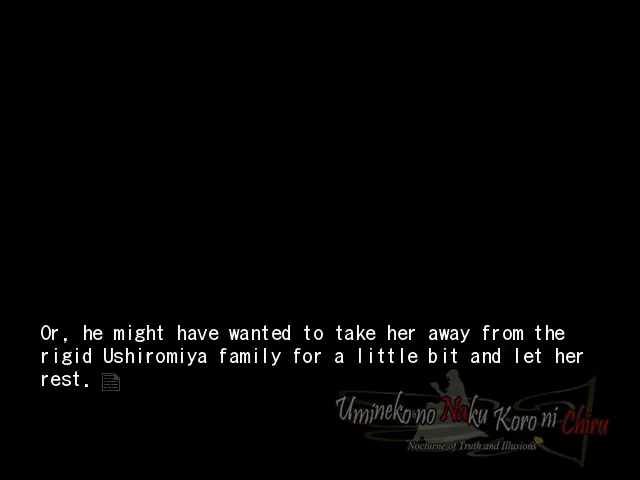 Or, he might have wanted to take her away from the
rigid Ushiromiya family for a little bit and let her
rest.
Umineko no Naku Koro ni Chiru
Nocturne of Truth and Illusions